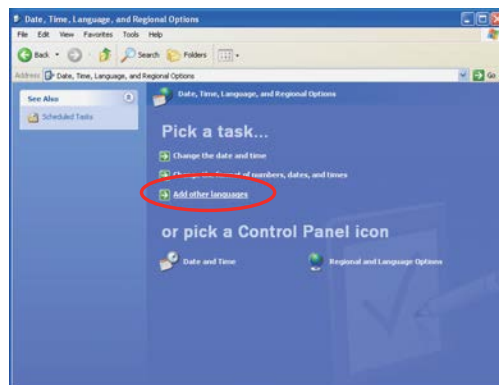 Date, Time, Language, and Regional Options
File Edit View Favorites Tools Help
Back Search Folders
Address Date, Time, Language, and Regional Options Go
See Also
Scheduled Tasks
Date, Time, Language, and Regional Options
Pick a task...
Change the date and time
Change the format of numbers, dates, and times
Add other languages
or pick a Control Panel icon
Date and Time Regional and Language Options